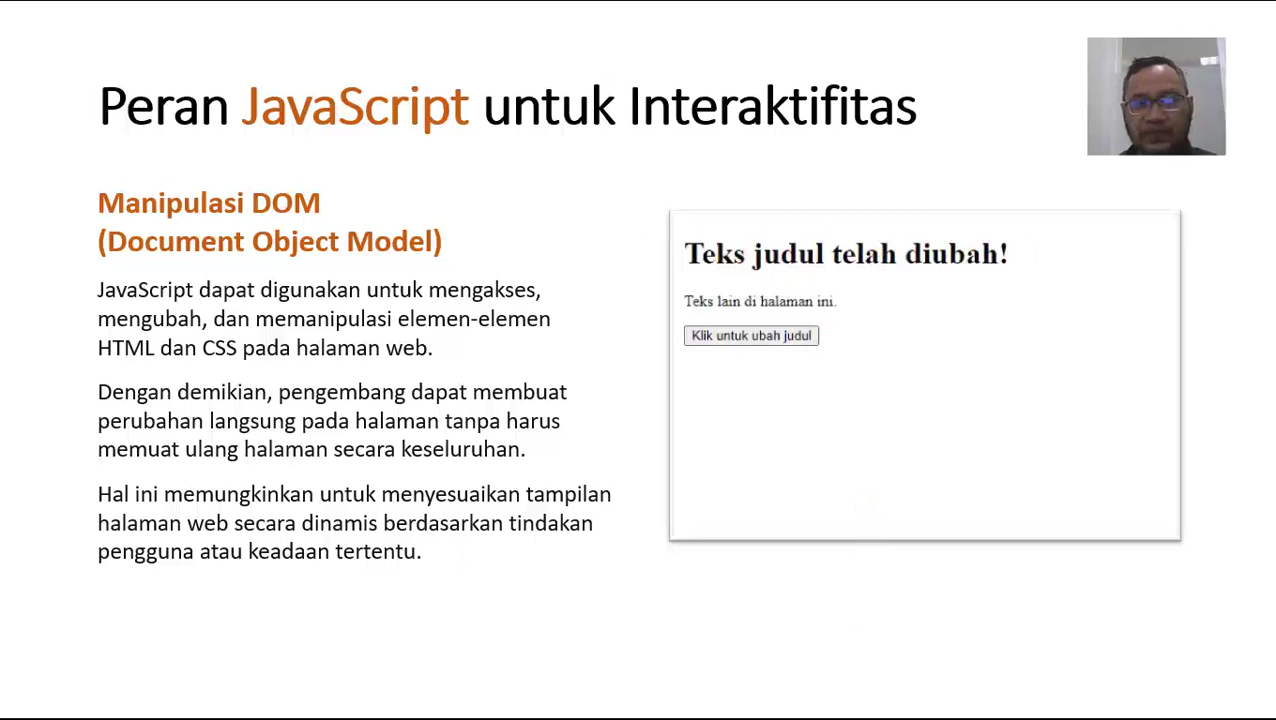 Peran JavaScript untuk Interaktifitas
Manipulasi DOM
(Document Object Model)
JavaScript dapat digunakan untuk mengakses,
mengubah, dan memanipulasi elemen-elemen
HTML dan CSS pada halaman web.
Dengan demikian, pengembang dapat membuat
perubahan langsung pada halaman tanpa harus
memuat ulang halaman secara keseluruhan.
Hal ini memungkinkan untuk menyesuaikan tampilan
halaman web secara dinamis berdasarkan tindakan
pengguna atau keadaan tertentu.
Teks judul telah diubah!
Teks lain di halaman ini.
Klik untuk ubah judul